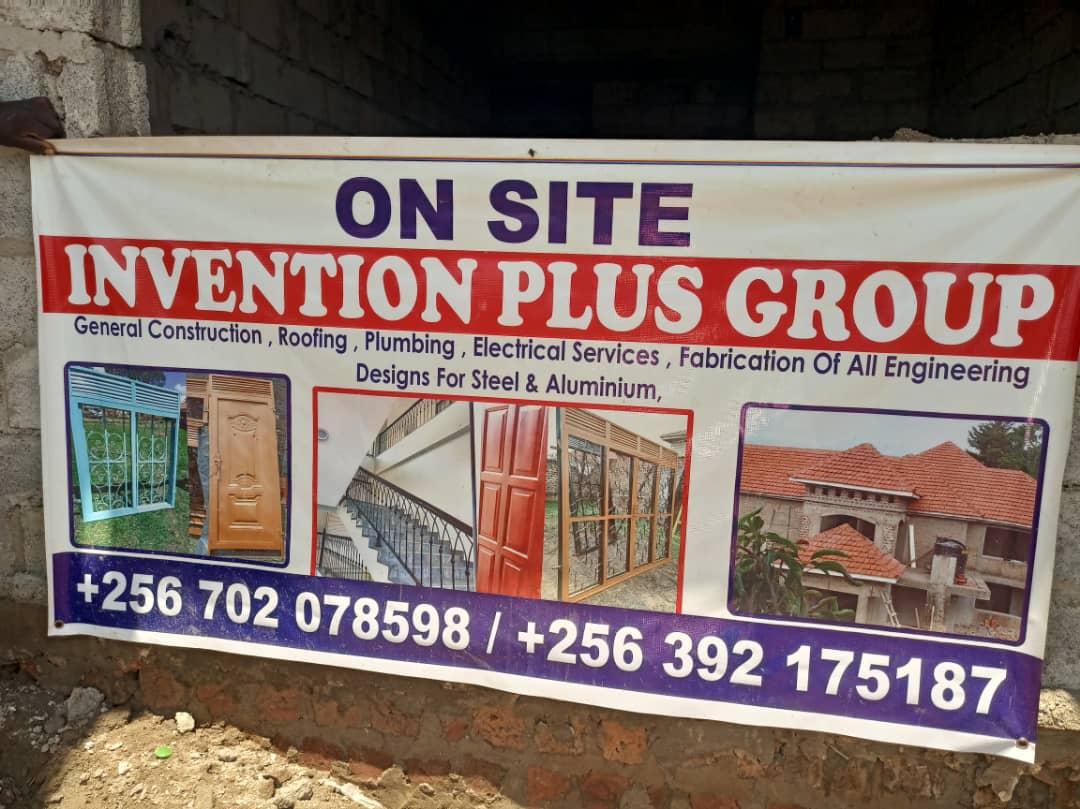 ON SITE
INVENTION PLUS GROUP
General Construction , Roofing , Plumbing , Electrical Services , Fabrication Of All Engineering
Designs For Steel & Aluminium,
+256 702 078598 / +256 392 175187